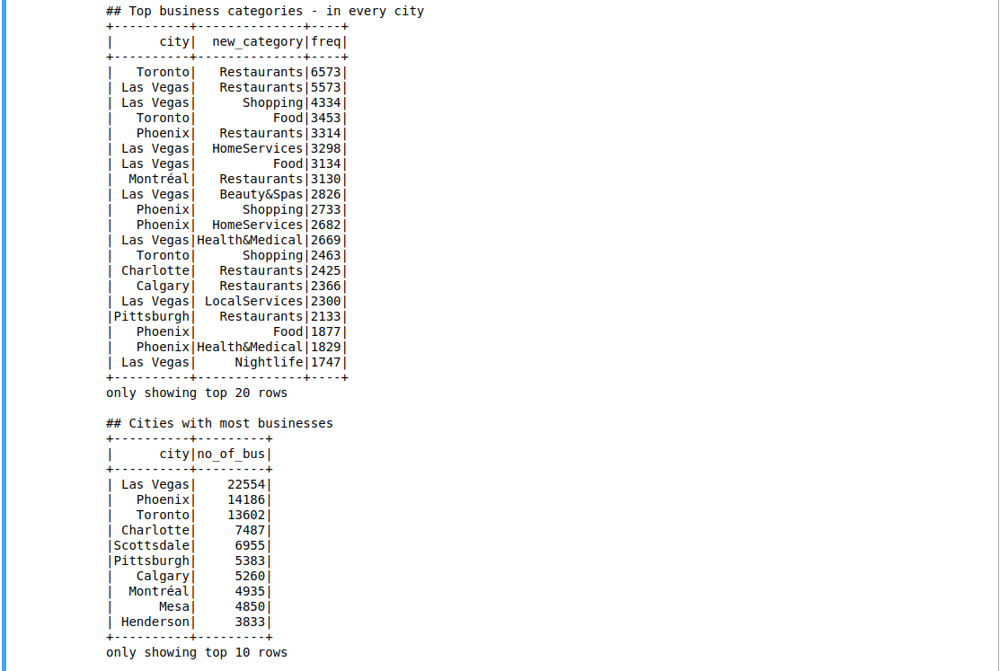 ## Top business categories - in every city
+----------+--------------+----+
|      city|  new_category|freq|
+----------+--------------+----+
|   Toronto|   Restaurants|6573|
| Las Vegas|   Restaurants|5573|
| Las Vegas|      Shopping|4334|
|   Toronto|          Food|3453|
|   Phoenix|   Restaurants|3314|
| Las Vegas|  HomeServices|3298|
| Las Vegas|          Food|3134|
|  Montréal|   Restaurants|3130|
| Las Vegas|   Beauty&Spas|2826|
|   Phoenix|      Shopping|2733|
|   Phoenix|  HomeServices|2682|
| Las Vegas|Health&Medical|2669|
|   Toronto|      Shopping|2463|
| Charlotte|   Restaurants|2425|
|   Calgary|   Restaurants|2366|
| Las Vegas| LocalServices|2300|
|Pittsburgh|   Restaurants|2133|
|   Phoenix|          Food|1877|
|   Phoenix|Health&Medical|1829|
| Las Vegas|     Nightlife|1747|
+----------+--------------+----+
only showing top 20 rows

## Cities with most businesses
+----------+---------+
|      city|no_of_bus|
+----------+---------+
| Las Vegas|    22554|
|   Phoenix|    14186|
|   Toronto|    13602|
| Charlotte|     7487|
|Scottsdale|     6955|
|Pittsburgh|     5383|
|   Calgary|     5260|
|  Montréal|     4935|
|      Mesa|     4850|
| Henderson|     3833|
+----------+---------+
only showing top 10 rows